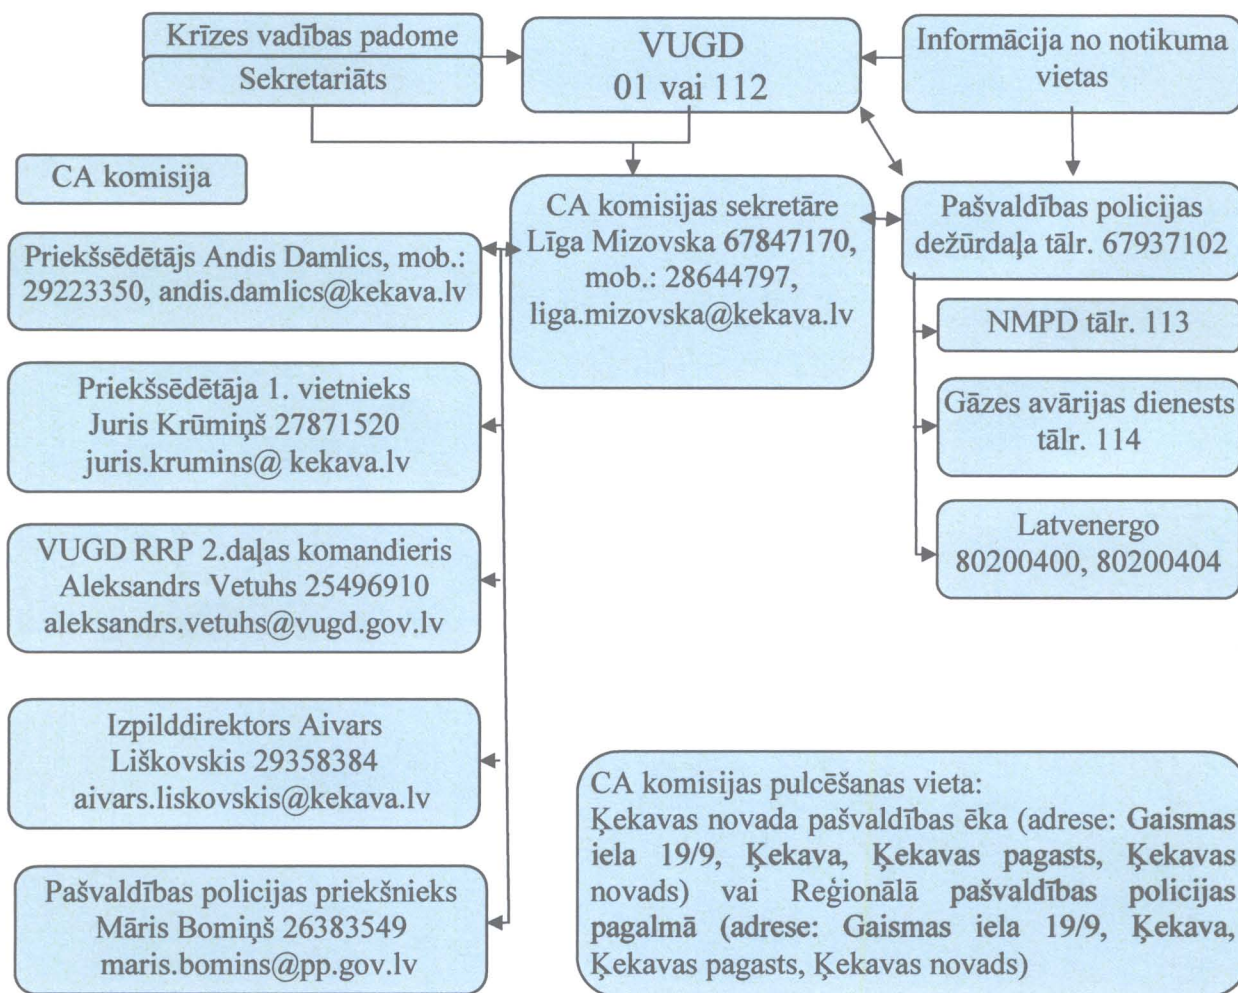 Krīzes vadības padome
Sekretariāts
VUGD
01 vai 112
Informācija no notikuma
vietas
CA komisija
CA komisijas sekretāre
Līga Mizovska 67847170,
mob.: 28644797,
liga.mizovska@kekava.lv
Pašvaldības policijas
dežūrdaļa tālr. 67937102
Priekšsēdētājs Andis Damlics, mob.:
29223350, andis.damlics@kekava.lv
NMPD tālr. 113
Priekšsēdētāja 1. vietnieks
Juris Krūmiņš 27871520
juris.krumins@ kekava.lv
Gāzes avārijas dienests
tālr. 114
VUGD RRP 2.daļas komandieris
Aleksandrs Vetuhs 25496910
aleksandrs.vetuhs@vugd.gov.lv
Latvenergo
80200400, 80200404
Izpilddirektors Aivars
Liškovskis 29358384
aivars.liskovskis@kekava.lv
Pašvaldības policijas priekšnieks
Māris Bomiņš 26383549
maris.bomins@pp.gov.lv
CA komisijas pulcēšanas vieta:
Ķekavas novada pašvaldības ēka (adrese: Gaismas
iela 19/9, Ķekava, Ķekavas pagasts, Ķekavas
novads) vai Reģionālā pašvaldības policijas
pagalmā (adrese: Gaismas iela 19/9, Ķekava,
Ķekavas pagasts, Ķekavas novads)